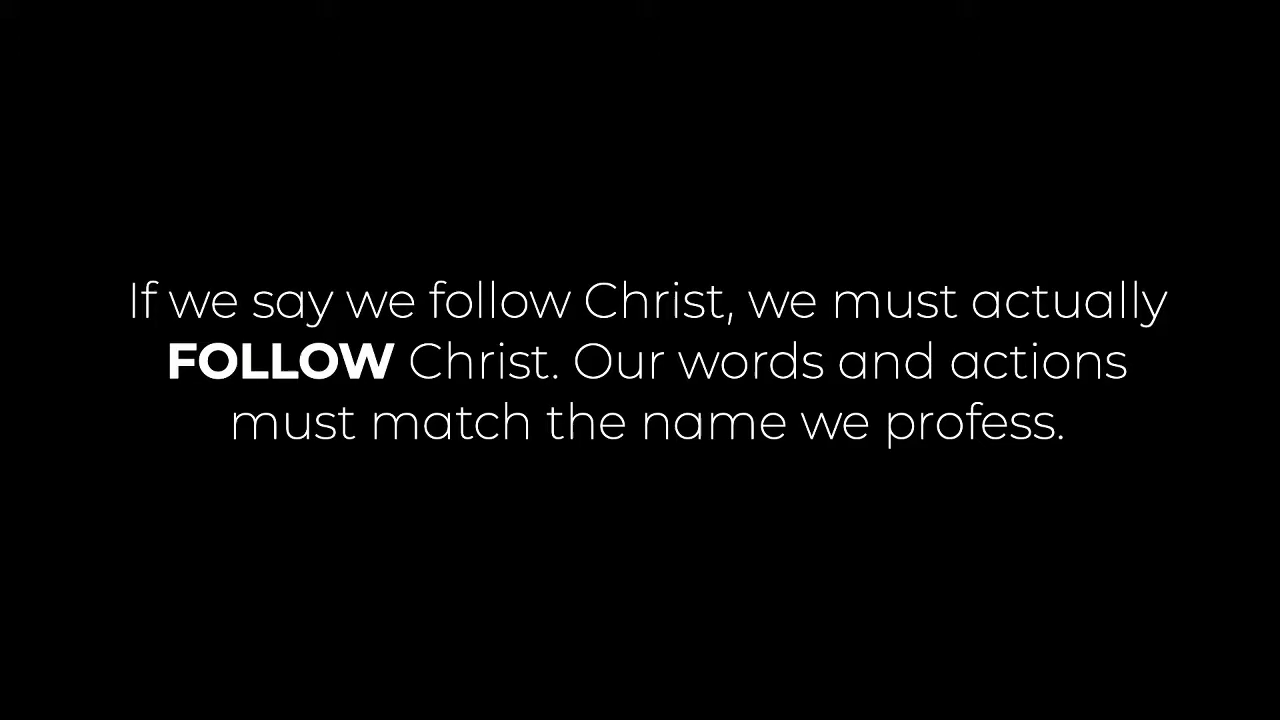 If we say we follow Christ, we must actually
FOLLOW Christ. Our words and actions
must match the name we profess.